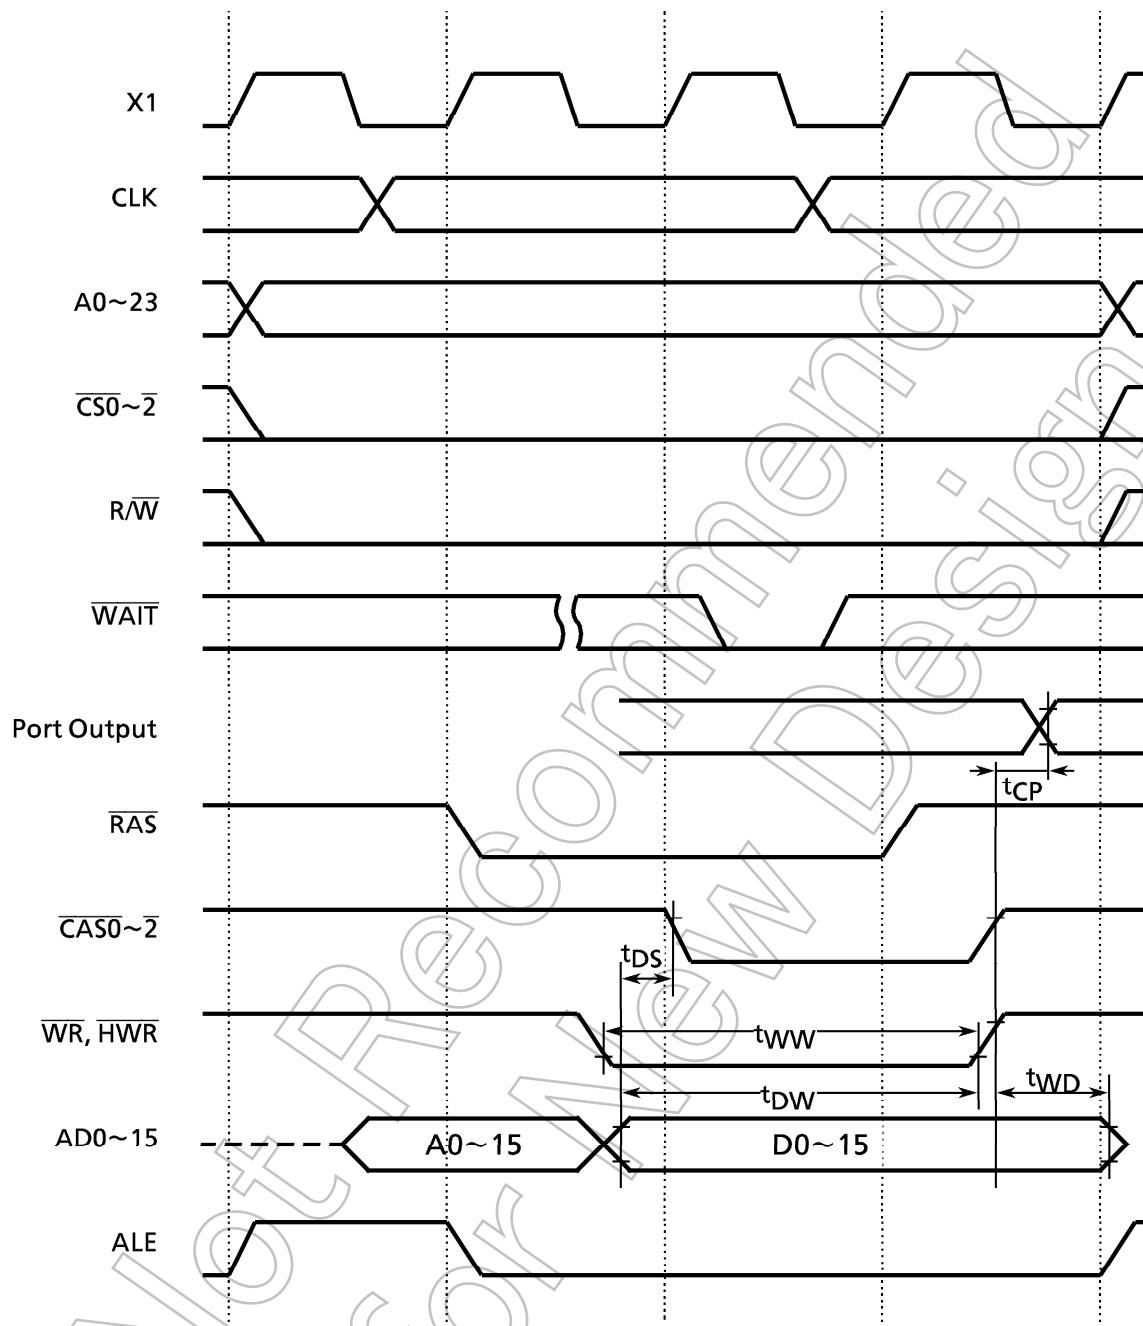 X1
CLK
A0~23
CS0~2
R/W
WAIT
Port Output
tCP
RAS
CAS0~2
tDS
WR, HWR
tWW
tWD
tDW
AD0~15
A0~15
D0~15
ALE
Not Recommended
for New Design